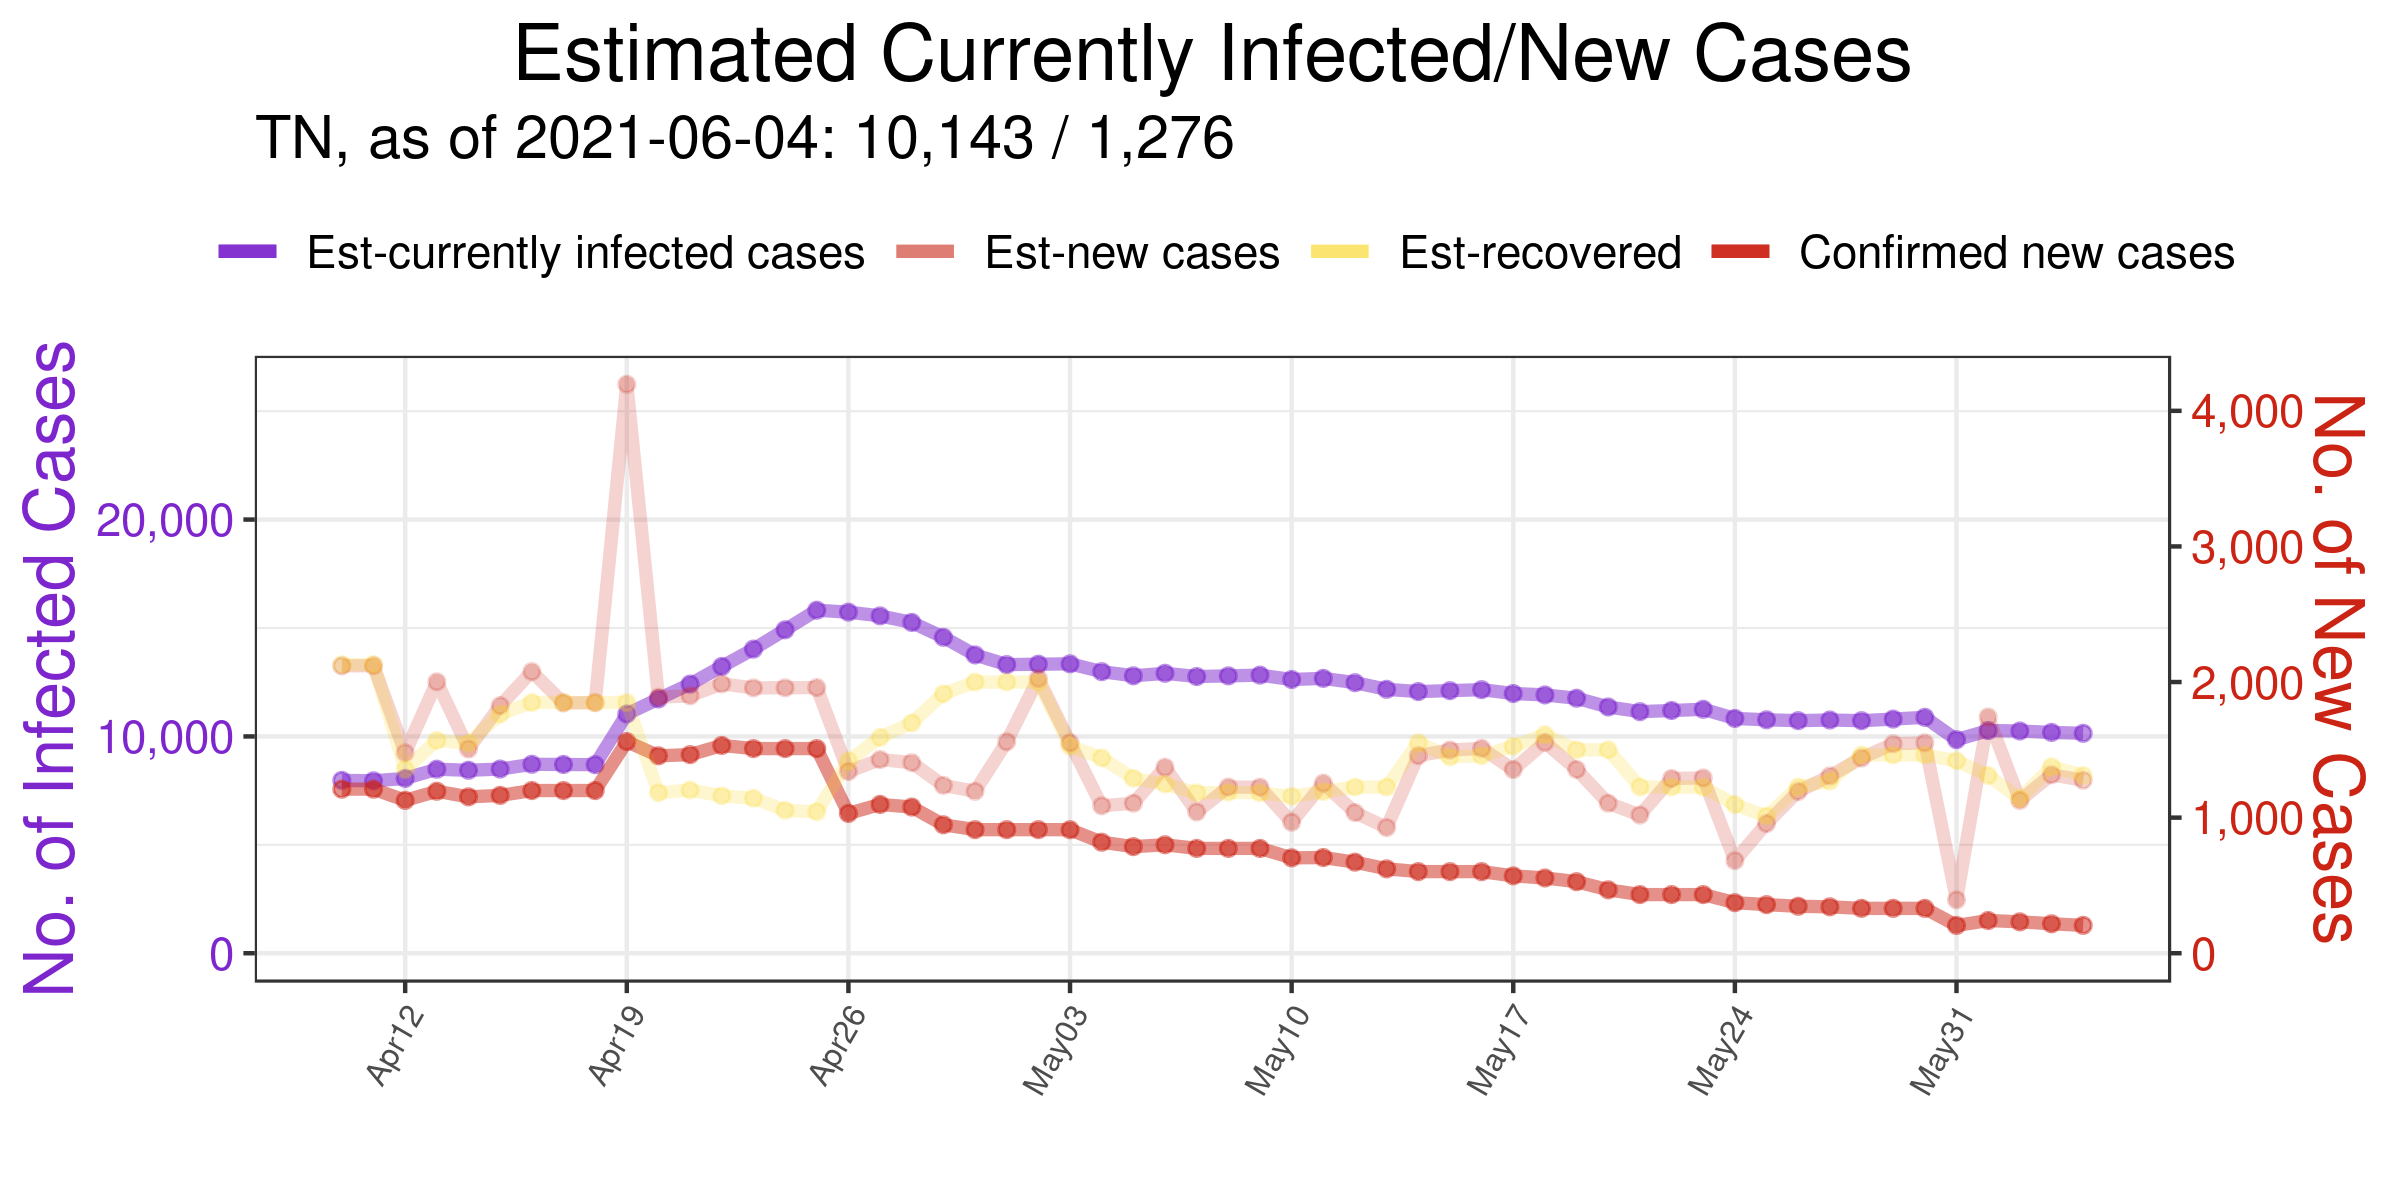 Estimated Currently Infected/New Cases
TN, as of 2021-06-04: 10,143 / 1,276
Est-currently infected cases Est-new cases Est-recovered Confirmed new cases
No. of Infected Cases
20,000
10,000
0
4,000
3,000
2,000
1,000
0
No. of New Cases
Apr12 Apr19 Apr26 May03 May10 May17 May24 May31